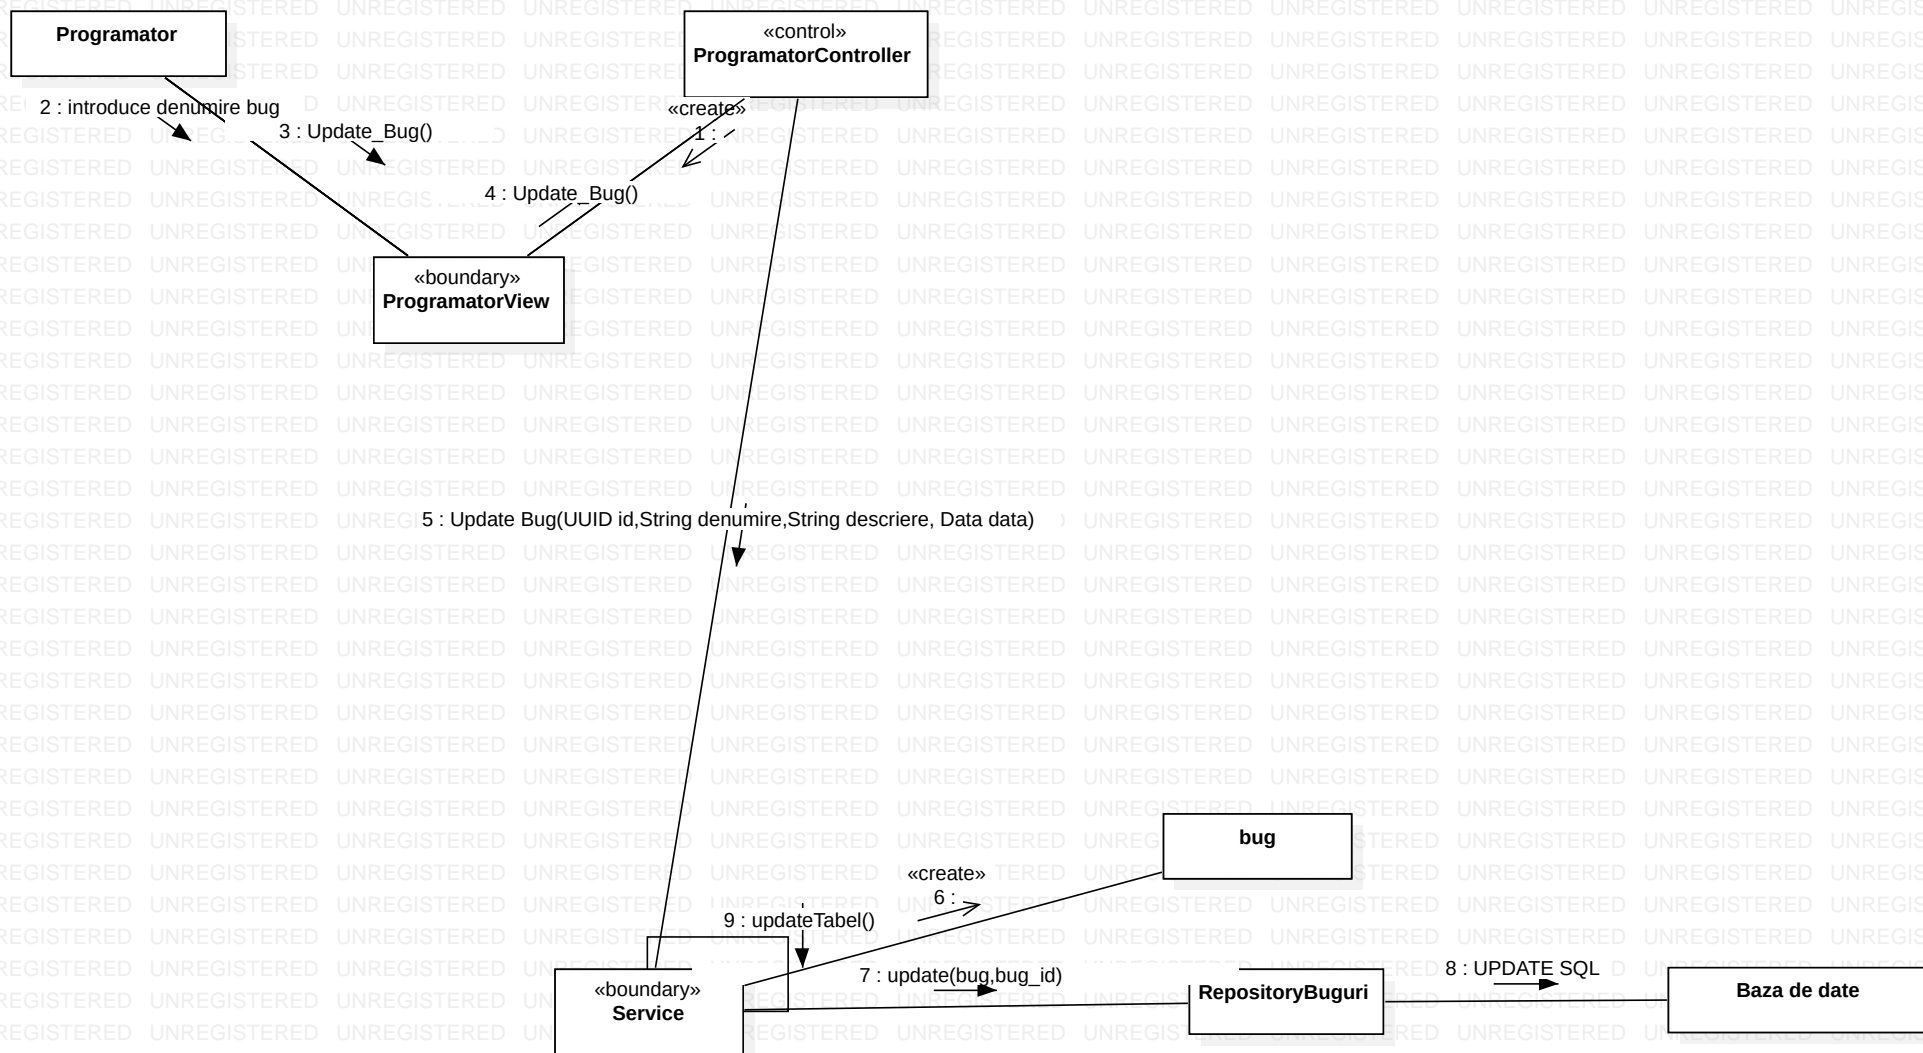 Programator
«control»
ProgramatorController
2 : introduce denumire bug
«create»
1 :
3 : Update_Bug()
4 : Update_Bug()
«boundary»
ProgramatorView
5 : Update Bug(UUID id,String denumire,String descriere, Data data)
bug
«create»
6 :
9 : updateTabel()
7 : update(bug,bug_id)
8 : UPDATE SQL
«boundary»
Service
RepositoryBuguri
Baza de date
UNREGISTERED